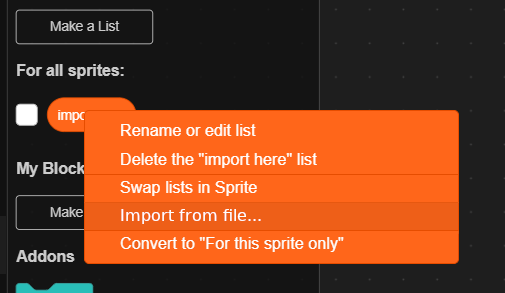 Make a List
For all sprites:
Rename or edit list
Delete the "import here" list
My Block
Swap lists in Sprite
Make
Import from file...
Convert to "For this sprite only"
Addons